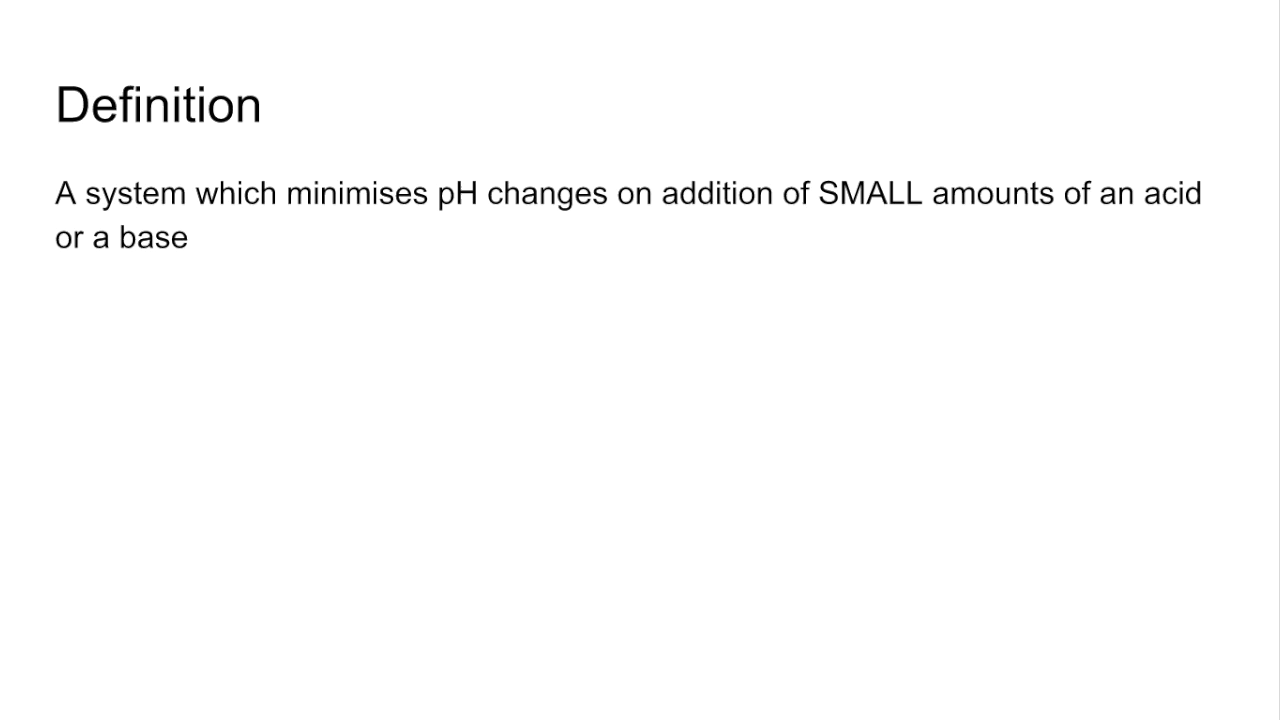 Definition
A system which minimises pH changes on addition of SMALL amounts of an acid
or a base